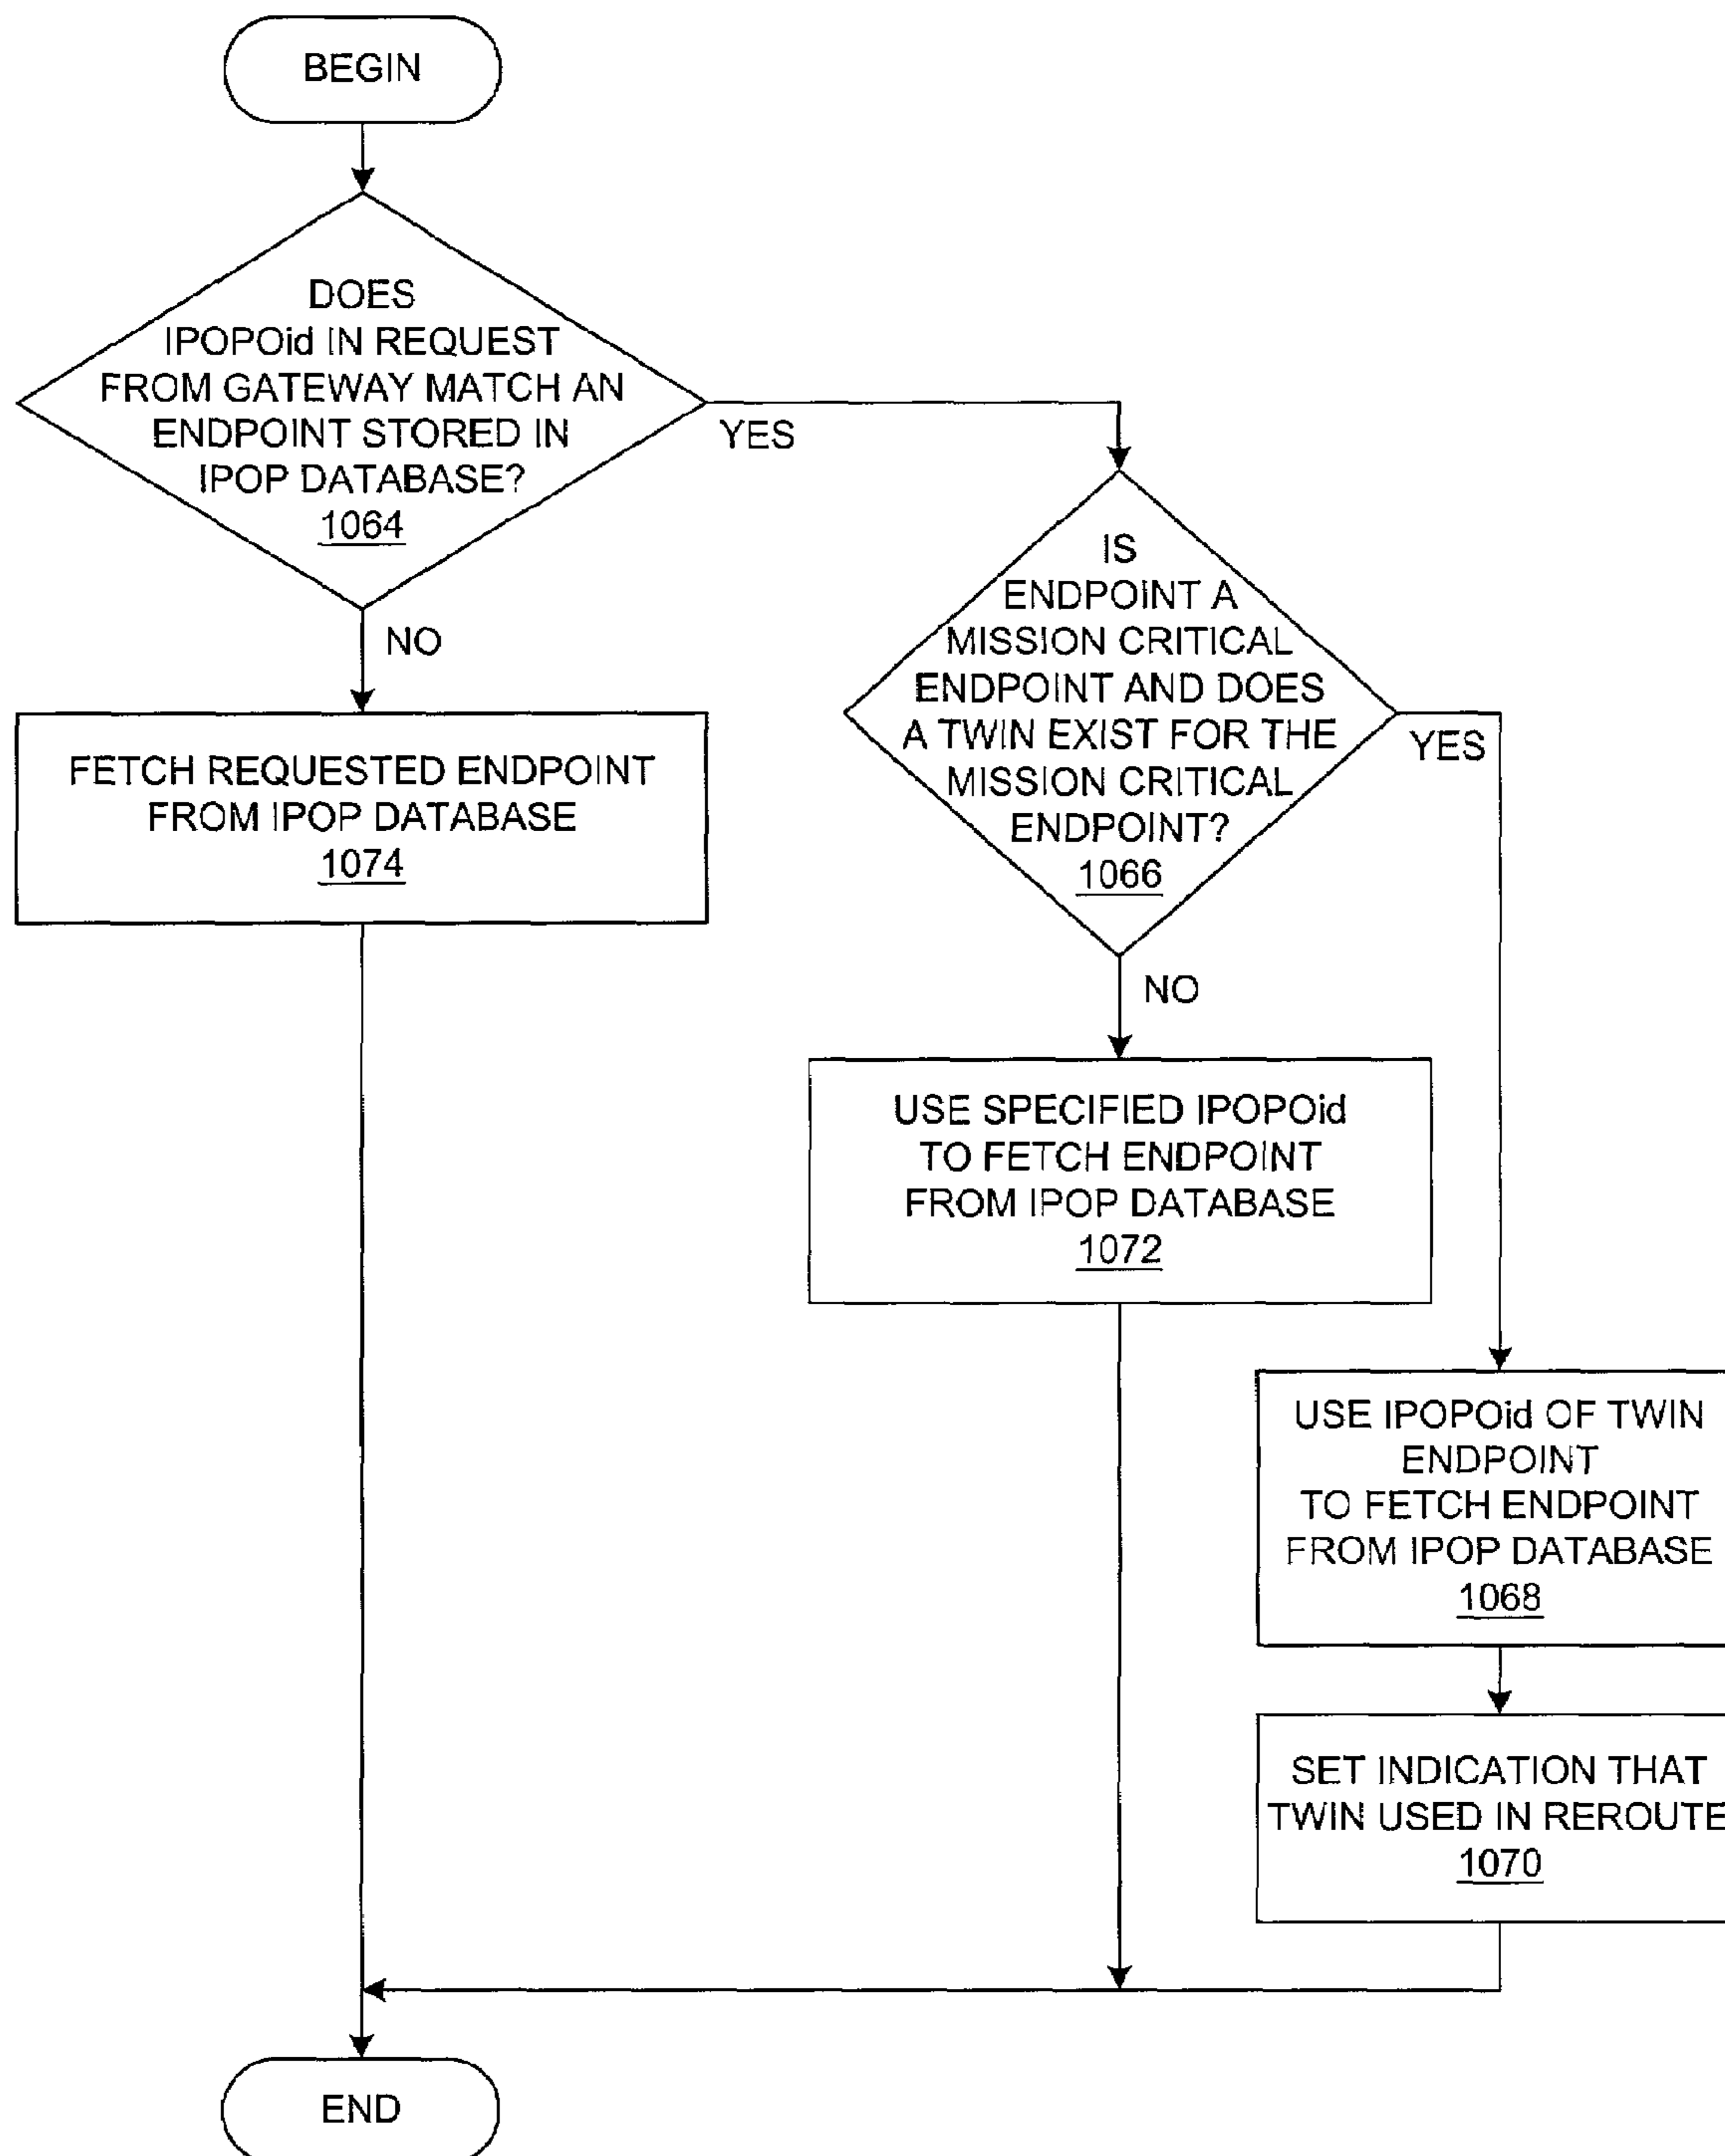 BEGIN
DOES
IPOPOid IN REQUEST
FROM GATEWAY MATCH AN
ENDPOINT STORED IN
IPOP DATABASE?
1064
YES
NO
FETCH REQUESTED ENDPOINT
FROM IPOP DATABASE
1074
IS
ENDPOINT A
MISSION CRITICAL
ENDPOINT AND DOES
A TWIN EXIST FOR THE
MISSION CRITICAL
ENDPOINT?
1066
YES
NO
USE SPECIFIED IPOPOid
TO FETCH ENDPOINT
FROM IPOP DATABASE
1072
USE IPOPOid OF TWIN
ENDPOINT
TO FETCH ENDPOINT
FROM IPOP DATABASE
1068
SET INDICATION THAT
TWIN USED IN REROUTE
1070
END